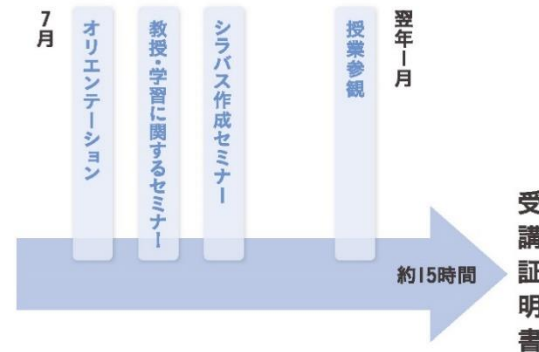 7月
オリエンテーション
教授・学習に関するセミナー
シラバス作成セミナー
授業参観
翌年1月
約15時間
受講証明書